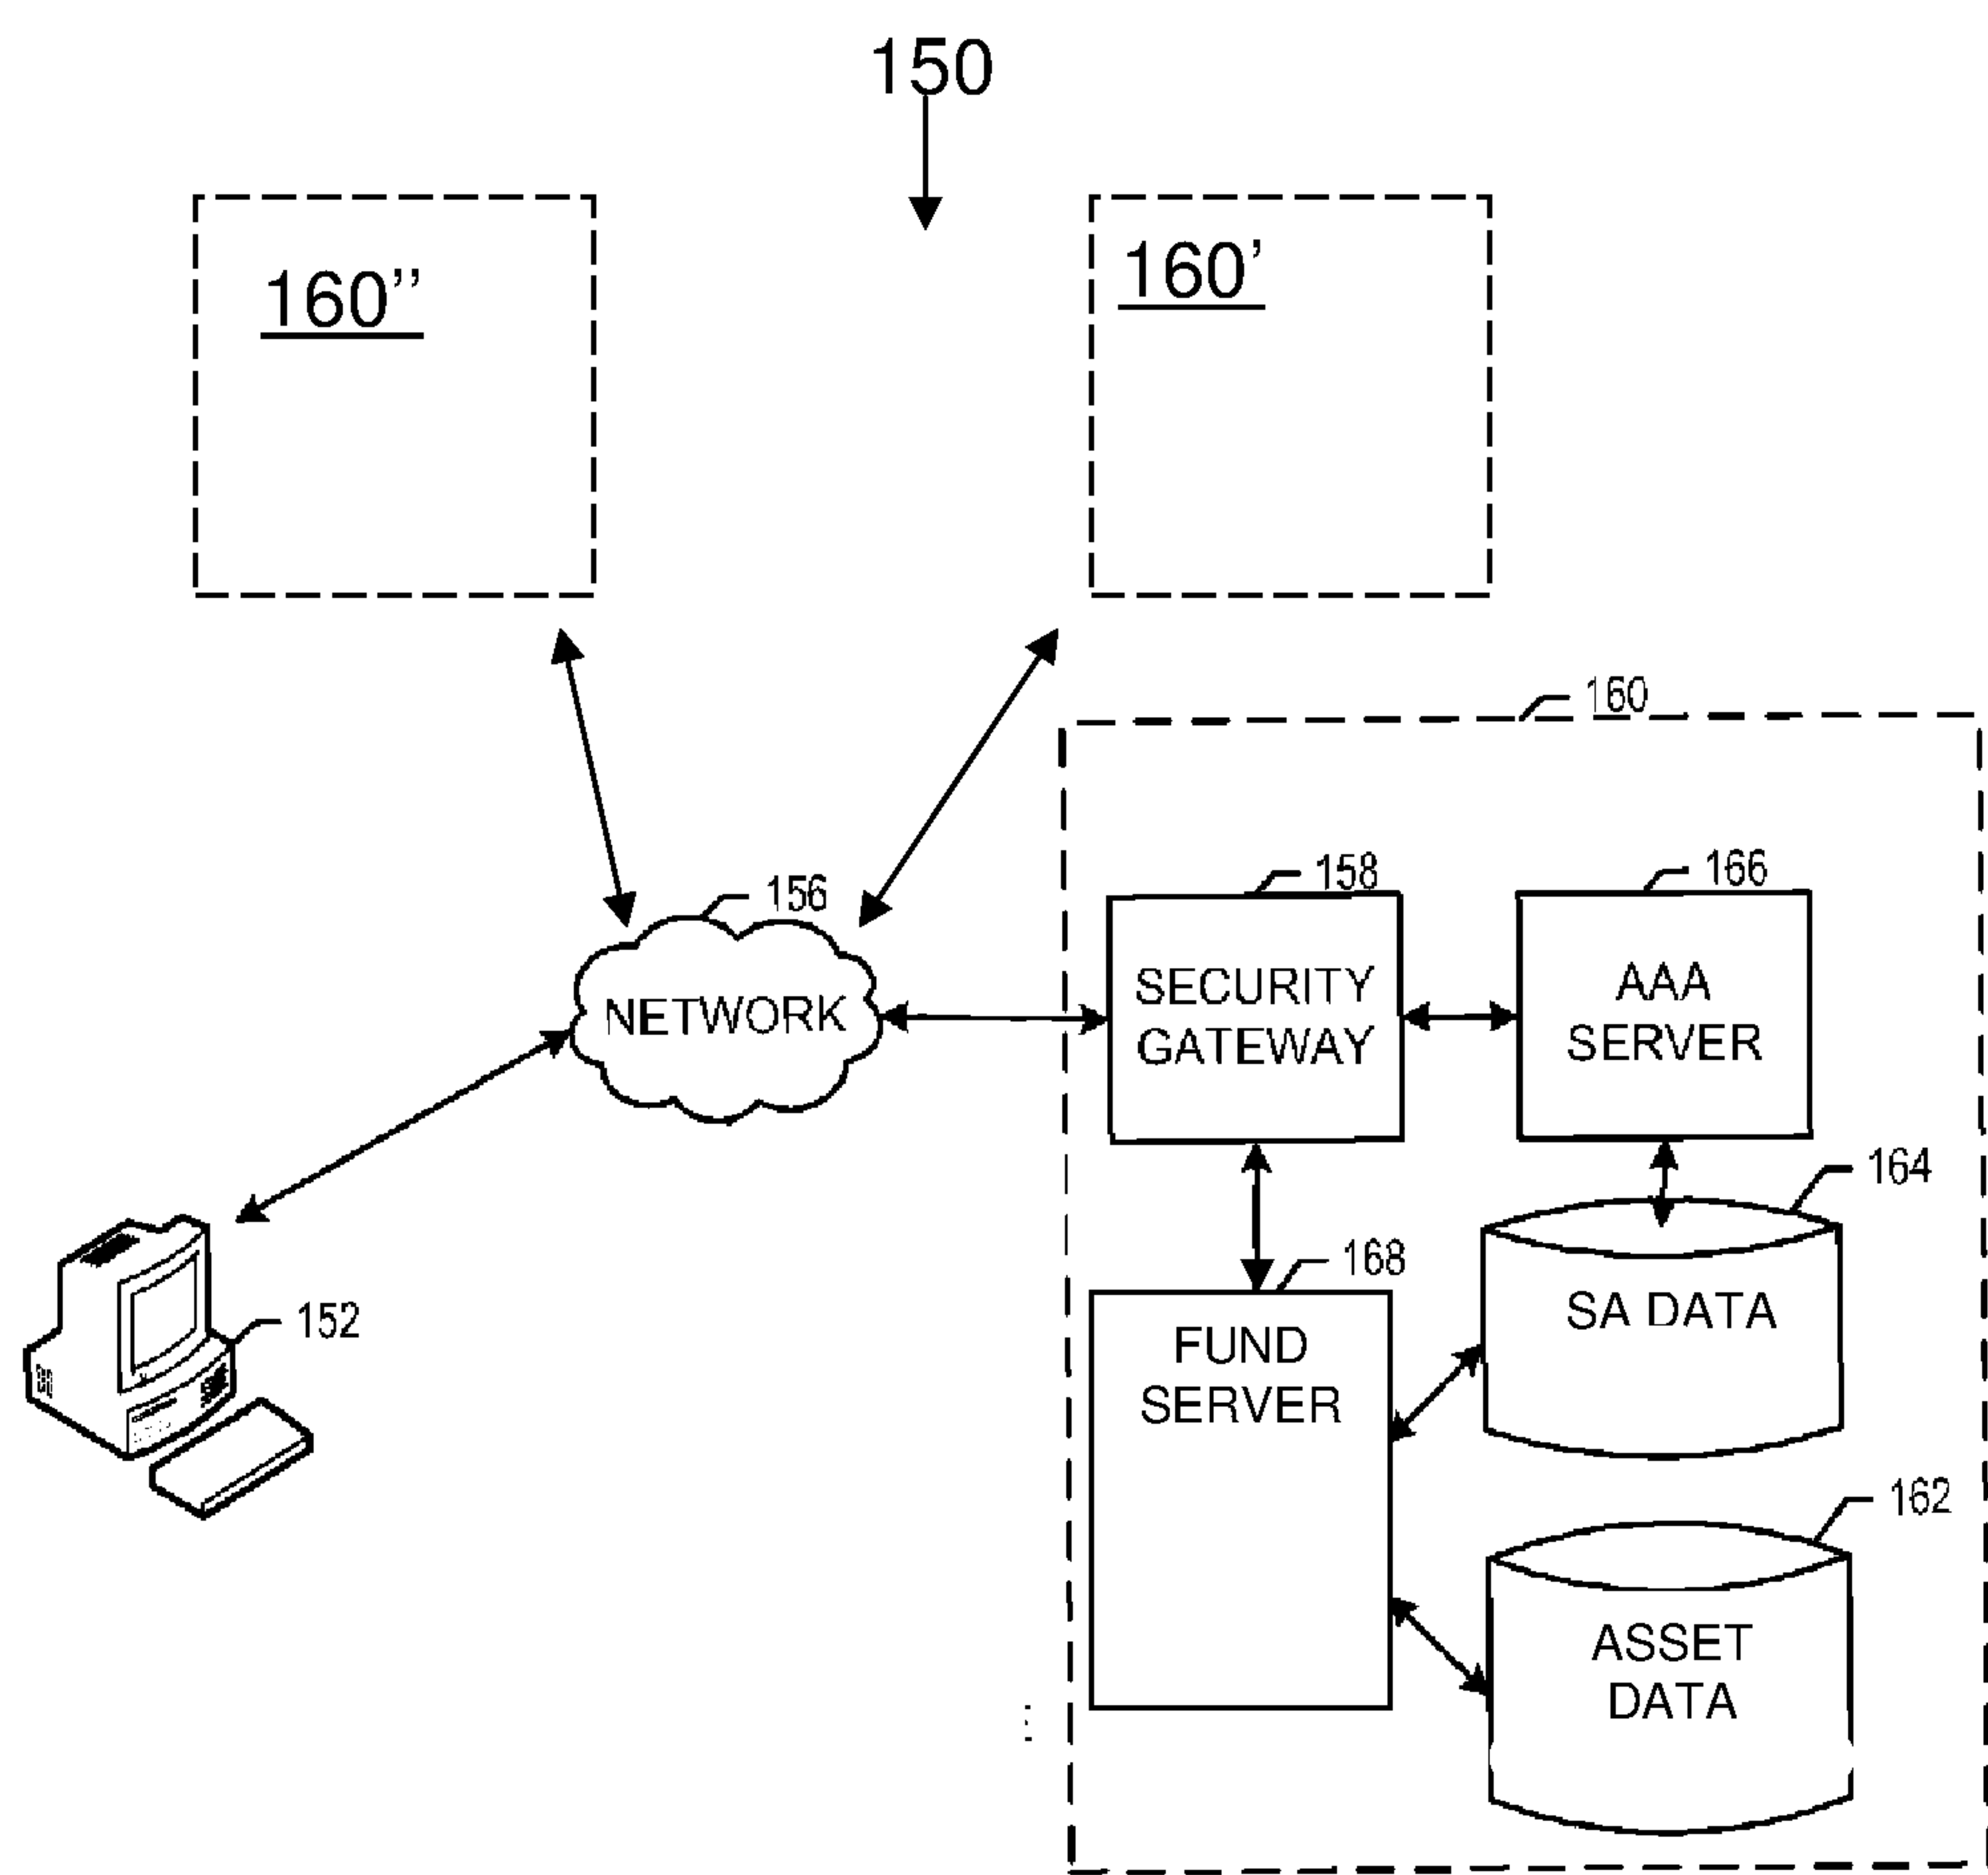 150
160’’
160’
160
156
158
166
NETWORK
SECURITY
GATEWAY
AAA
SERVER
164
168
152
SA DATA
FUND
SERVER
162
ASSET
DATA